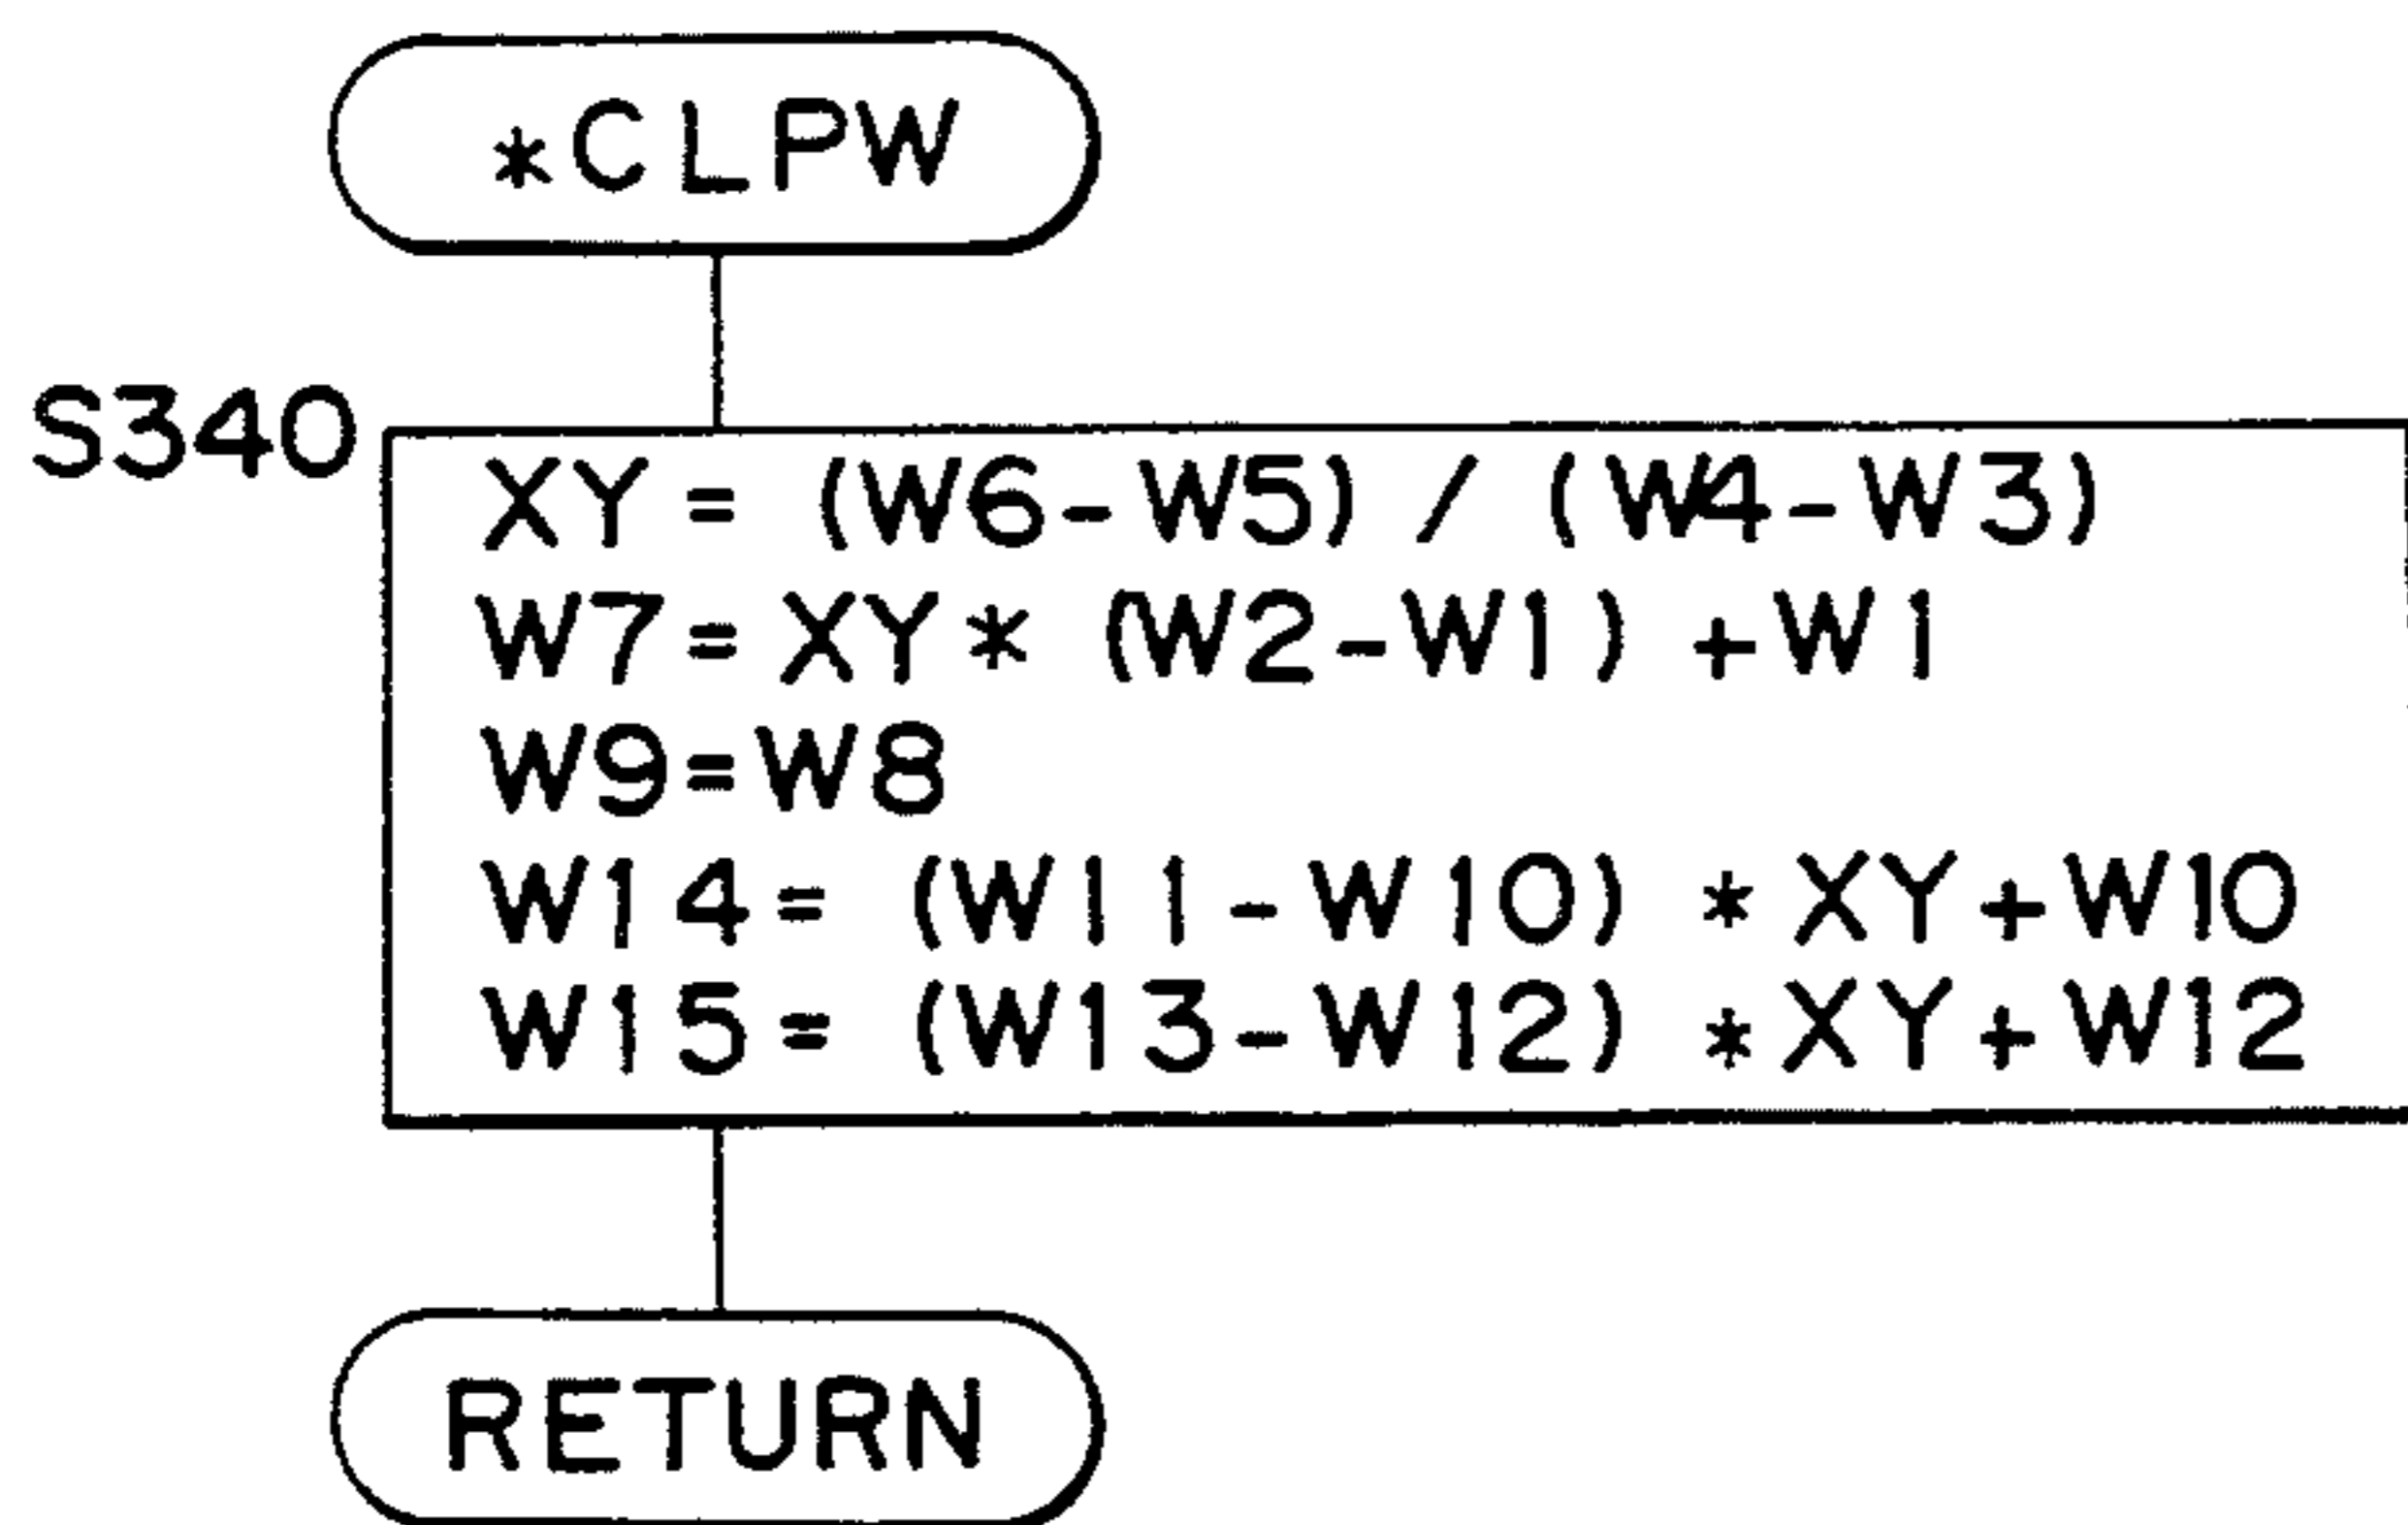 *CLPW
S340
XY = (W6-W5) / (W4-W3)
W7=XY* (W2-W1) +W1
W9=W8
W14= (W11-W10) *XY+W10
W15= (W13-W12) *XY+W12
RETURN